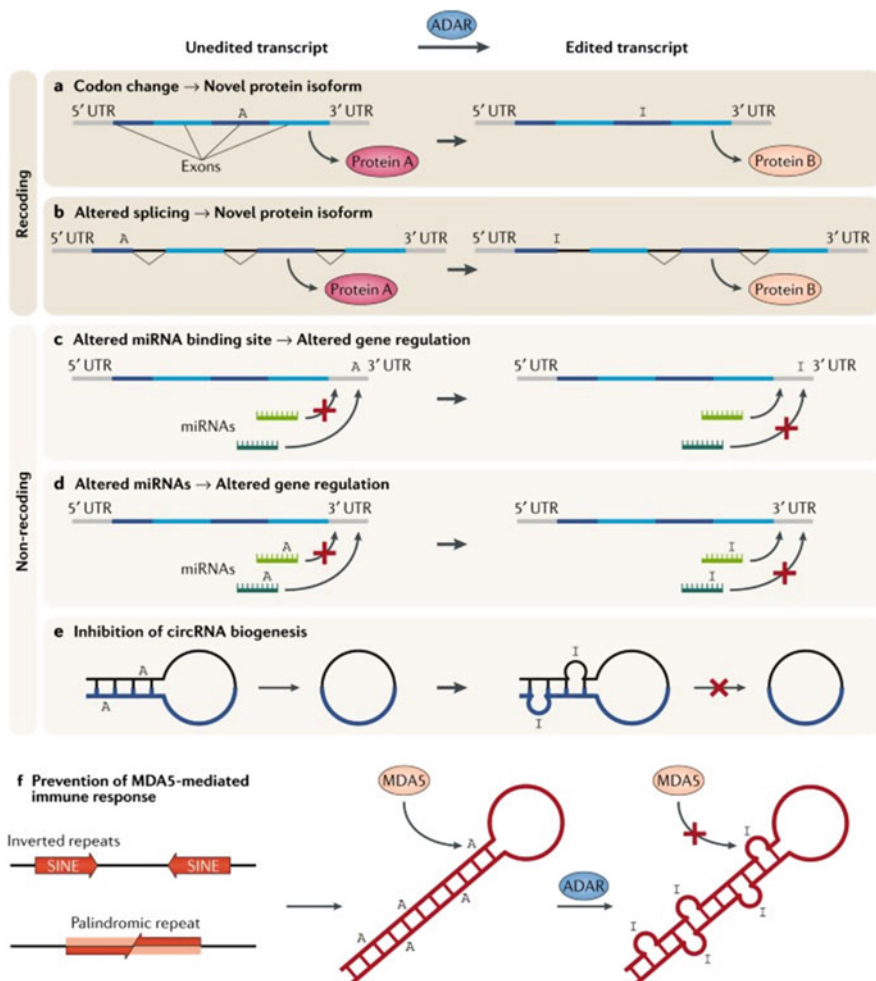 ADAR
Unedited transcript
Edited transcript
Recoding
a Codon change → Novel protein isoform
5′ UTR A 3′ UTR
Exons
Protein A
5′ UTR I 3′ UTR
Protein B
b Altered splicing → Novel protein isoform
5′ UTR A 3′ UTR
Protein A
5′ UTR I 3′ UTR
Protein B
Non-recoding
c Altered miRNA binding site → Altered gene regulation
5′ UTR A 3′ UTR
miRNAs
5′ UTR I 3′ UTR
d Altered miRNAs → Altered gene regulation
5′ UTR 3′ UTR
A
miRNAs A
5′ UTR 3′ UTR
I
I
e Inhibition of circRNA biogenesis
A
A
I
I
f Prevention of MDA5-mediated
immune response
Inverted repeats
SINE SINE
Palindromic repeat
MDA5
A
A
A
A
A
ADAR
MDA5
I
I
I
I
I
I